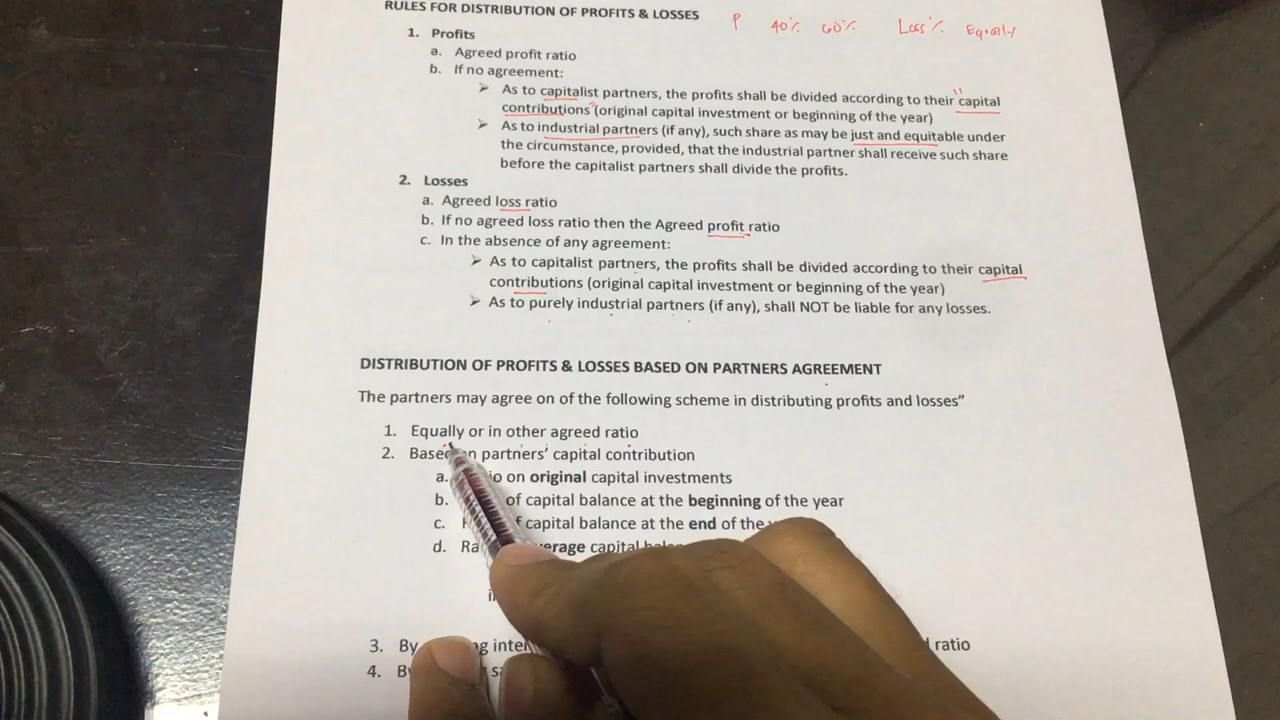 RULES FOR DISTRIBUTION OF PROFITS & LOSSES
P 40% 60% Loss % Equally
1. Profits
a. Agreed profit ratio
b. If no agreement:
➢ As to capitalist partners, the profits shall be divided according to their capital
contributions (original capital investment or beginning of the year)
➢ As to industrial partners (if any), such share as may be just and equitable under
the circumstance, provided, that the industrial partner shall receive such share
before the capitalist partners shall divide the profits.
2. Losses
a. Agreed loss ratio
b. If no agreed loss ratio then the Agreed profit ratio
c. In the absence of any agreement:
➢ As to capitalist partners, the profits shall be divided according to their capital
contributions (original capital investment or beginning of the year)
➢ As to purely industrial partners (if any), shall NOT be liable for any losses.
DISTRIBUTION OF PROFITS & LOSSES BASED ON PARTNERS AGREEMENT
The partners may agree on of the following scheme in distributing profits and losses”
1. Equally or in other agreed ratio
2. Based on partners’ capital contribution
a. on original capital investments
b. of capital balance at the beginning of the year
c. capital balance at the end of the
d. capital
3. By ratio
4.